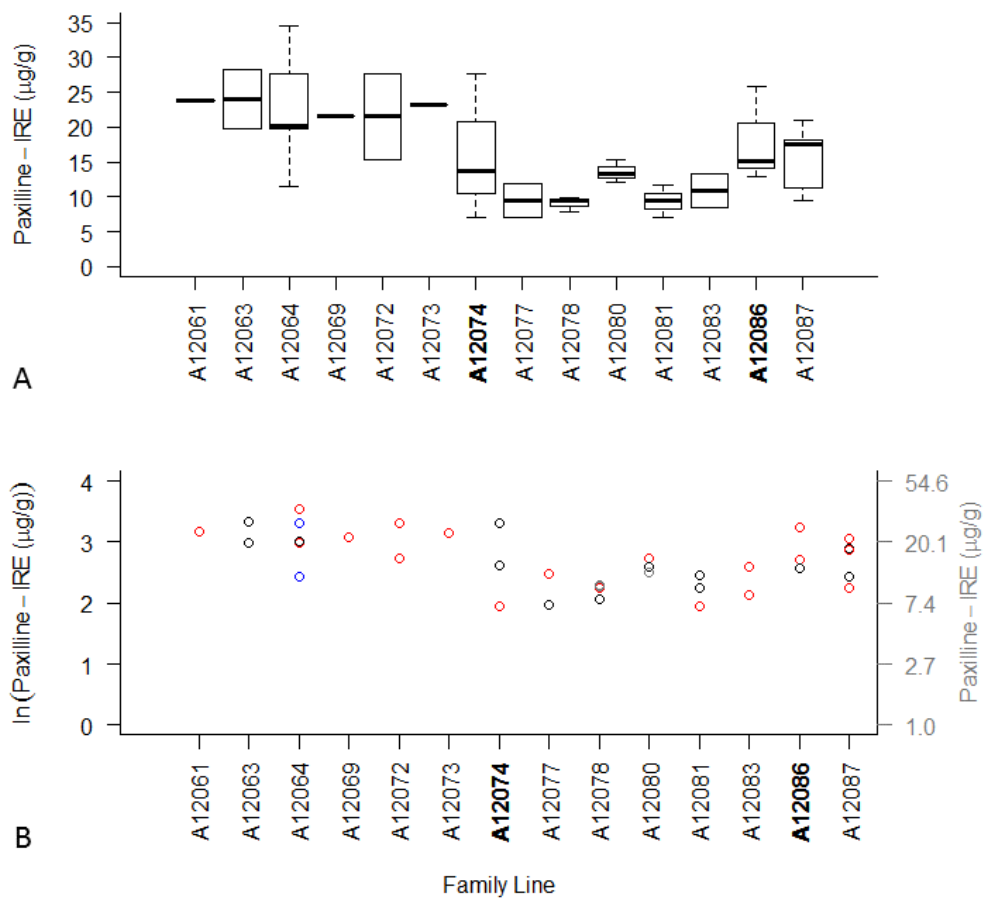 Paxilline – IRE (µg/g)
35
30
25
20
15
10
5
0
A12061
A12063
A12064
A12069
A12072
A12073
A12074
A12077
A12078
A12080
A12081
A12083
A12086
A12087
A
ln(Paxilline – IRE (µg/g))
4
3
2
1
0
54.6
20.1
7.4
2.7
1.0
Paxilline – IRE (µg/g)
A12061
A12063
A12064
A12069
A12072
A12073
A12074
A12077
A12078
A12080
A12081
A12083
A12086
A12087
B
Family Line